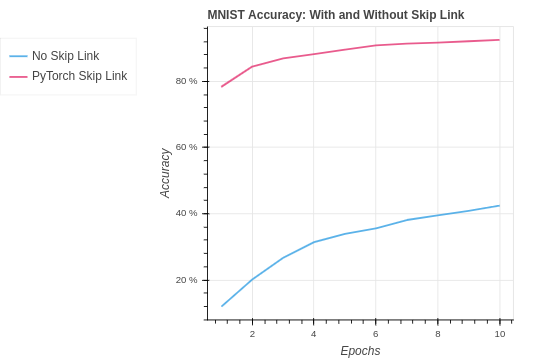 MNIST Accuracy: With and Without Skip Link
No Skip Link
PyTorch Skip Link
80 %
60 %
40 %
20 %
Accuracy
2
4
6
8
10
Epochs